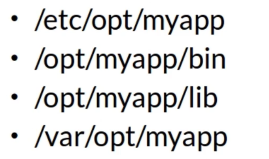 • /etc/opt/myapp
• /opt/myapp/bin
• /opt/myapp/lib
• /var/opt/myapp